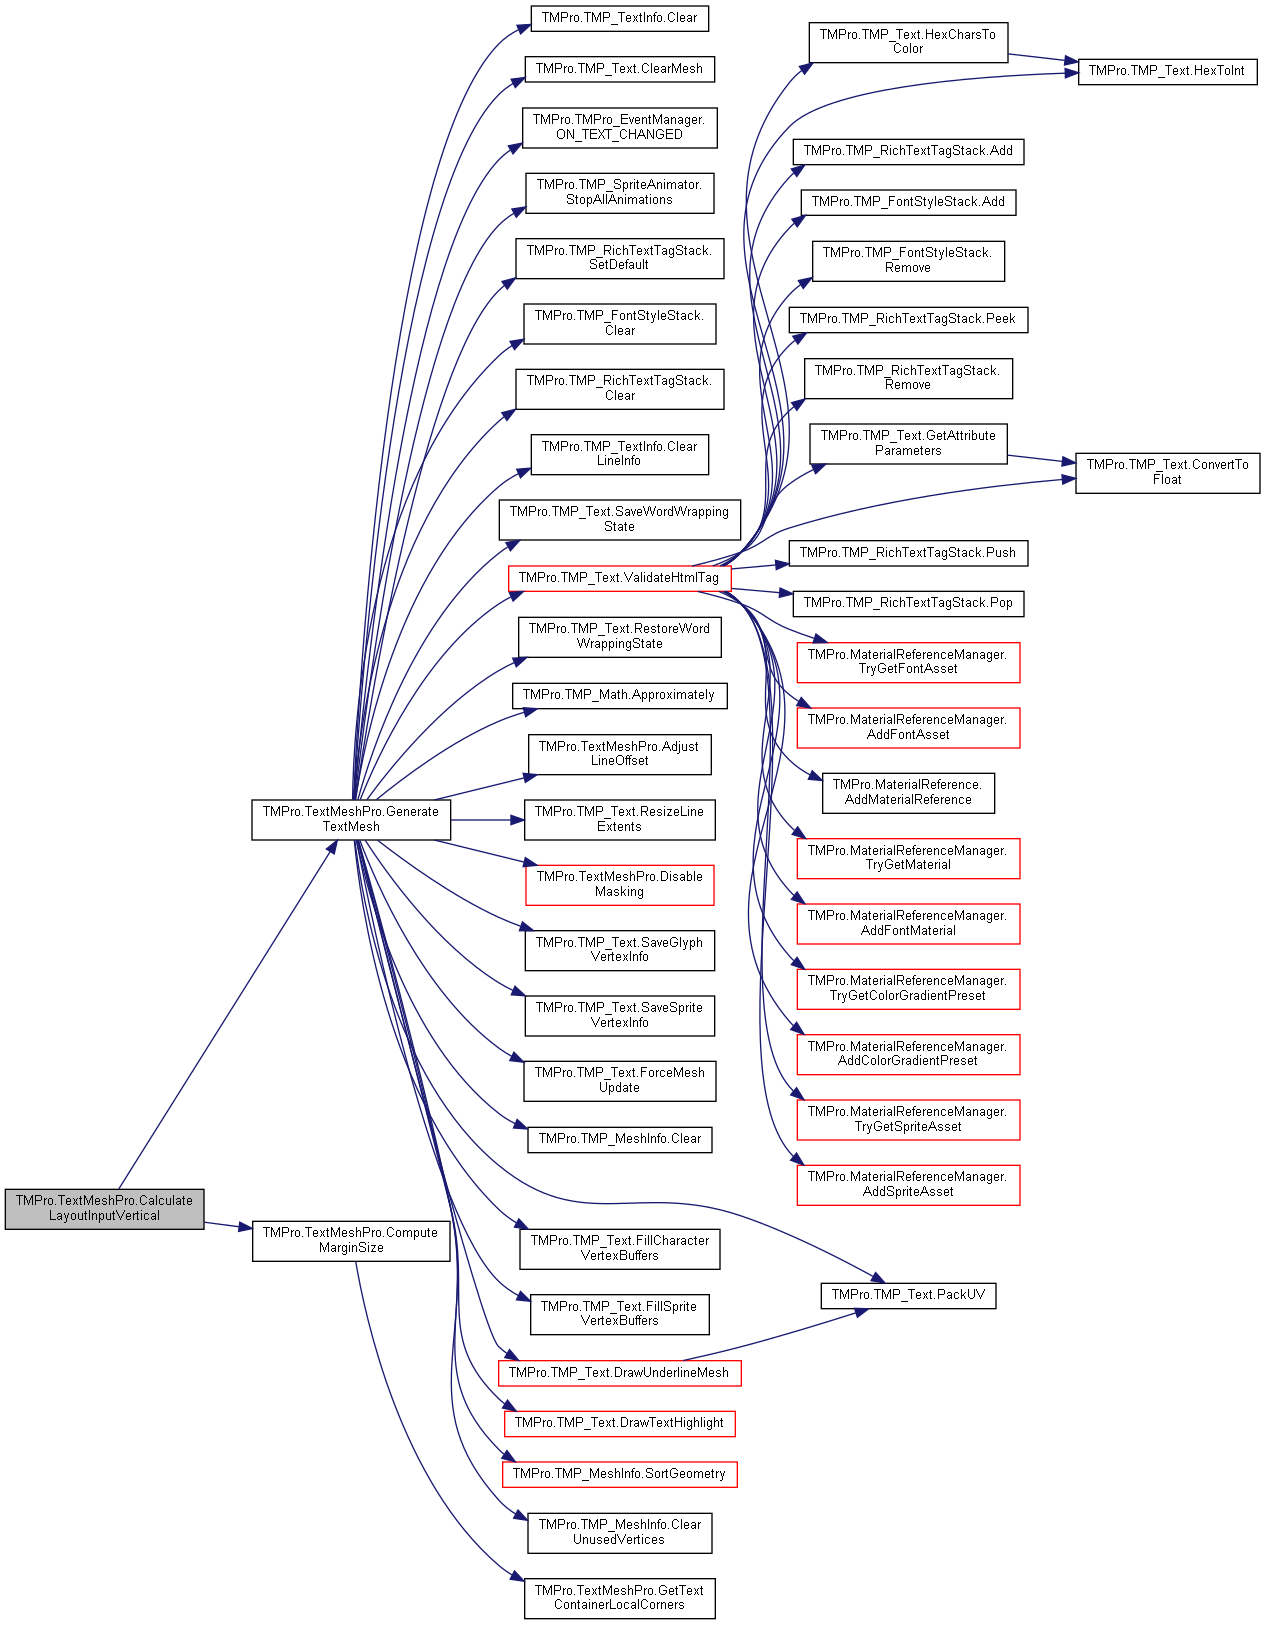 TMPro.TextMeshPro.Calculate
LayoutInputVertical
TMPro.TextMeshPro.Generate
TextMesh
TMPro.TextMeshPro.Compute
MarginSize
TMPro.TMP_TextInfo.Clear
TMPro.TMP_Text.ClearMesh
TMPro.TMPro_EventManager.
ON_TEXT_CHANGED
TMPro.TMP_SpriteAnimator.
StopAllAnimations
TMPro.TMP_RichTextTagStack.
SetDefault
TMPro.TMP_FontStyleStack.
Clear
TMPro.TMP_RichTextTagStack.
Clear
TMPro.TMP_TextInfo.Clear
LineInfo
TMPro.TMP_Text.SaveWordWrapping
State
TMPro.TMP_Text.ValidateHtmlTag
TMPro.TMP_Text.RestoreWord
WrappingState
TMPro.TMP_Math.Approximately
TMPro.TextMeshPro.Adjust
LineOffset
TMPro.TMP_Text.ResizeLine
Extents
TMPro.TextMeshPro.Disable
Masking
TMPro.TMP_Text.SaveGlyph
VertexInfo
TMPro.TMP_Text.SaveSprite
VertexInfo
TMPro.TMP_Text.ForceMesh
Update
TMPro.TMP_MeshInfo.Clear
TMPro.TMP_Text.FillCharacter
VertexBuffers
TMPro.TMP_Text.FillSprite
VertexBuffers
TMPro.TMP_Text.DrawUnderlineMesh
TMPro.TMP_Text.DrawTextHighlight
TMPro.TMP_MeshInfo.SortGeometry
TMPro.TMP_MeshInfo.Clear
UnusedVertices
TMPro.TextMeshPro.GetText
ContainerLocalCorners
TMPro.TMP_Text.HexCharsTo
Color
TMPro.TMP_RichTextTagStack.Add
TMPro.TMP_FontStyleStack.Add
TMPro.TMP_FontStyleStack.
Remove
TMPro.TMP_RichTextTagStack.Peek
TMPro.TMP_RichTextTagStack.
Remove
TMPro.TMP_Text.GetAttribute
Parameters
TMPro.TMP_RichTextTagStack.Push
TMPro.TMP_RichTextTagStack.Pop
TMPro.MaterialReferenceManager.
TryGetFontAsset
TMPro.MaterialReferenceManager.
AddFontAsset
TMPro.MaterialReference.
AddMaterialReference
TMPro.MaterialReferenceManager.
TryGetMaterial
TMPro.MaterialReferenceManager.
AddFontMaterial
TMPro.MaterialReferenceManager.
TryGetColorGradientPreset
TMPro.MaterialReferenceManager.
AddColorGradientPreset
TMPro.MaterialReferenceManager.
TryGetSpriteAsset
TMPro.MaterialReferenceManager.
AddSpriteAsset
TMPro.TMP_Text.PackUV
TMPro.TMP_Text.HexToInt
TMPro.TMP_Text.ConvertTo
Float